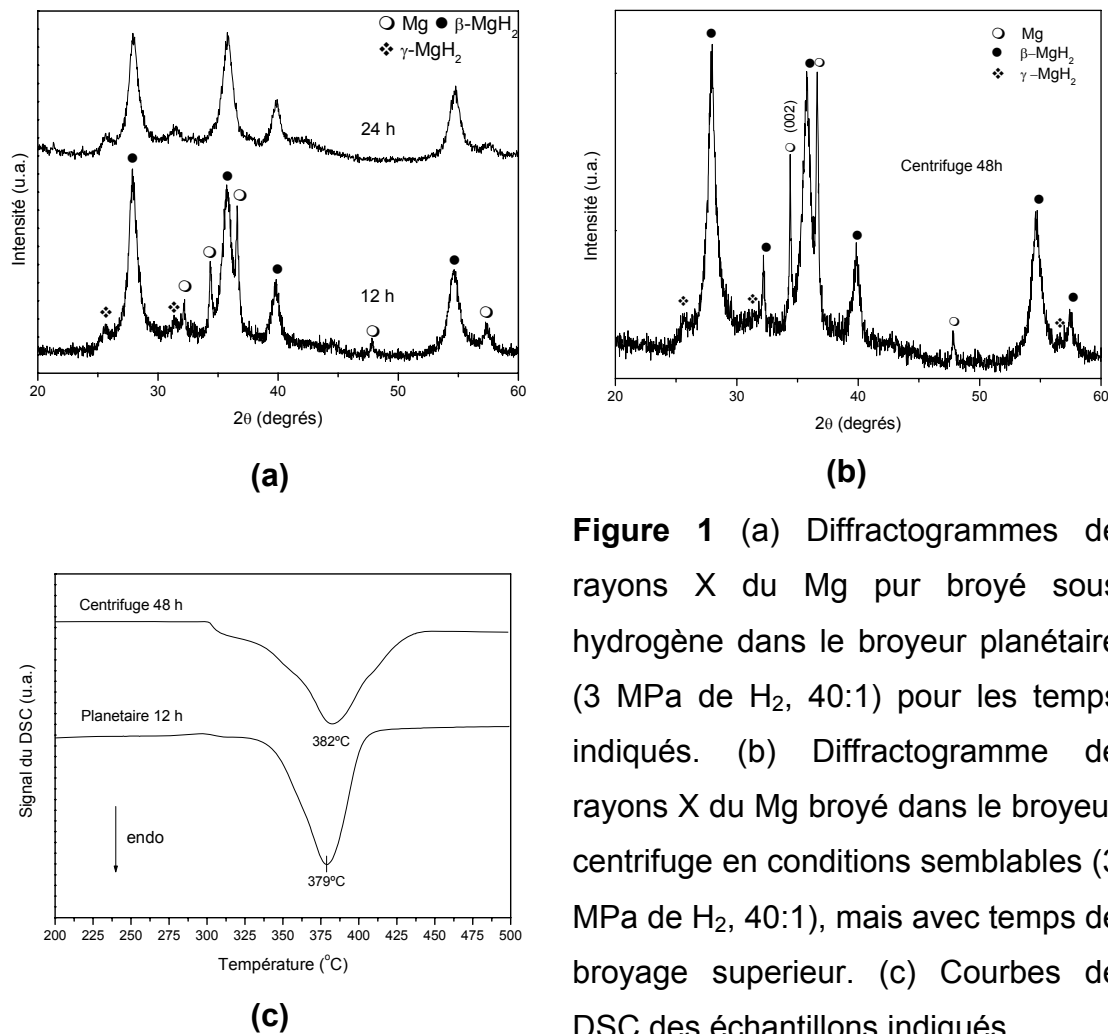 Mg β-MgH2
γ-MgH2
24 h
12 h
Intensité (u.a.)
20 30 40 50 60
2θ (degrés)
(a)
Mg
β–MgH2
γ –MgH2
(002)
Centrifuge 48h
Intensité (u.a.)
20 30 40 50 60
2θ (degrés)
(b)
Centrifuge 48 h
Planetaire 12 h
382ºC
379ºC
endo
Signal du DSC (u.a.)
200 225 250 275 300 325 350 375 400 425 450 475 500
Température (°C)
(c)
Figure 1 (a) Diffractogrammes de
rayons X du Mg pur broyé sous
hydrogène dans le broyeur planétaire
(3 MPa de H2, 40:1) pour les temps
indiqués. (b) Diffractogramme de
rayons X du Mg broyé dans le broyeur
centrifuge en conditions semblables (3
MPa de H2, 40:1), mais avec temps de
broyage superieur. (c) Courbes de
DSC des échantillons indiqués